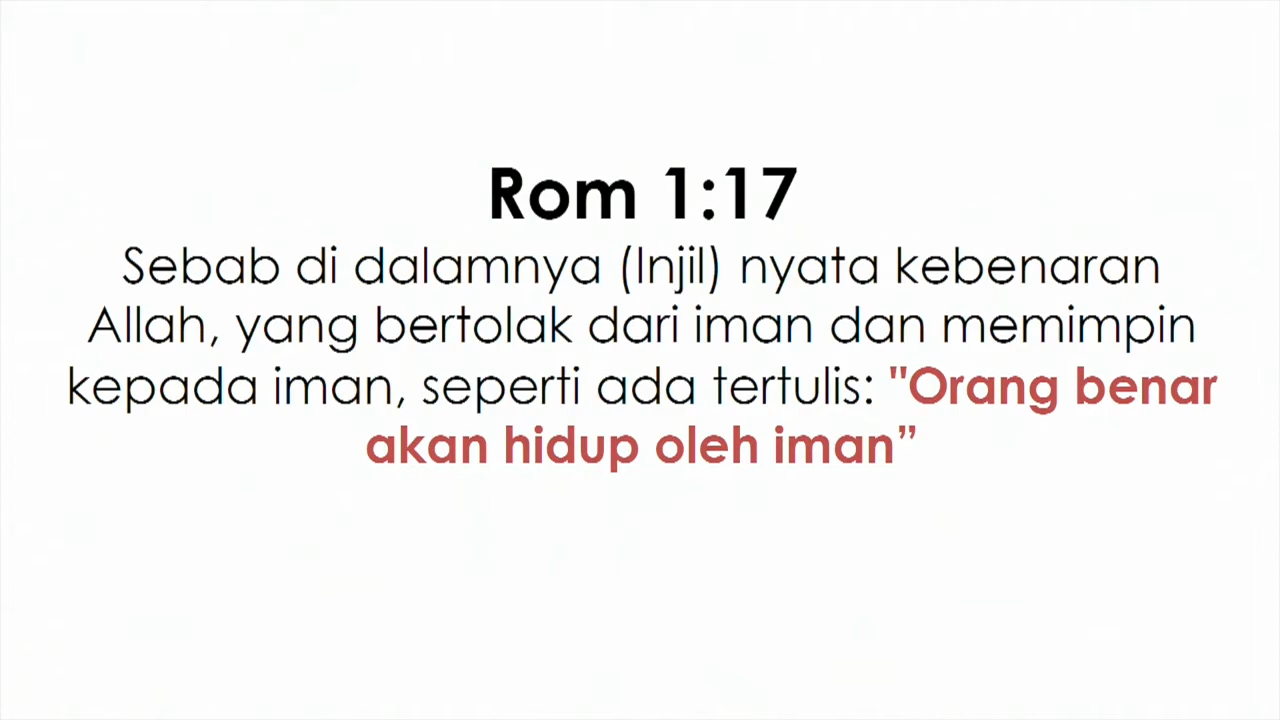 Rom 1:17
Sebab di dalamnya (Injil) nyata kebenaran
Allah, yang bertolak dari iman dan memimpin
kepada iman, seperti ada tertulis: "Orang benar
akan hidup oleh iman”